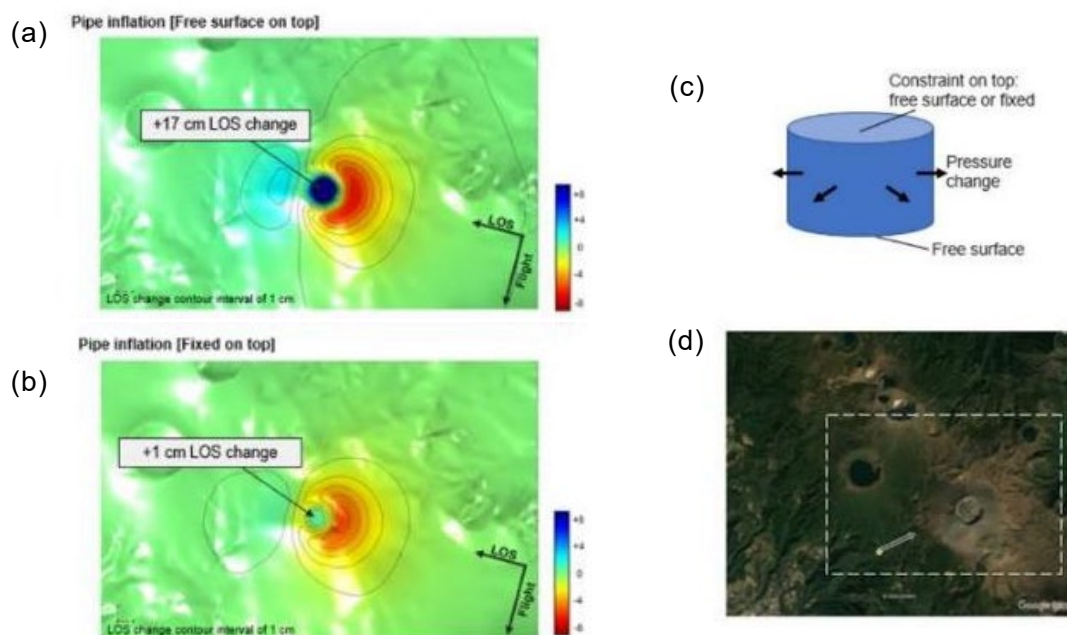 (a)
Pipe inflation [Free surface on top]
+17 cm LOS change
LOS
Flight
LOS change contour interval of 1 cm
+8
+4
0
-4
-8
(b)
Pipe inflation [Fixed on top]
+1 cm LOS change
LOS
Flight
LOS change contour interval of 1 cm
+8
+4
0
-4
-8
(c)
Constraint on top:
free surface or fixed
Pressure
change
Free surface
(d)
Google